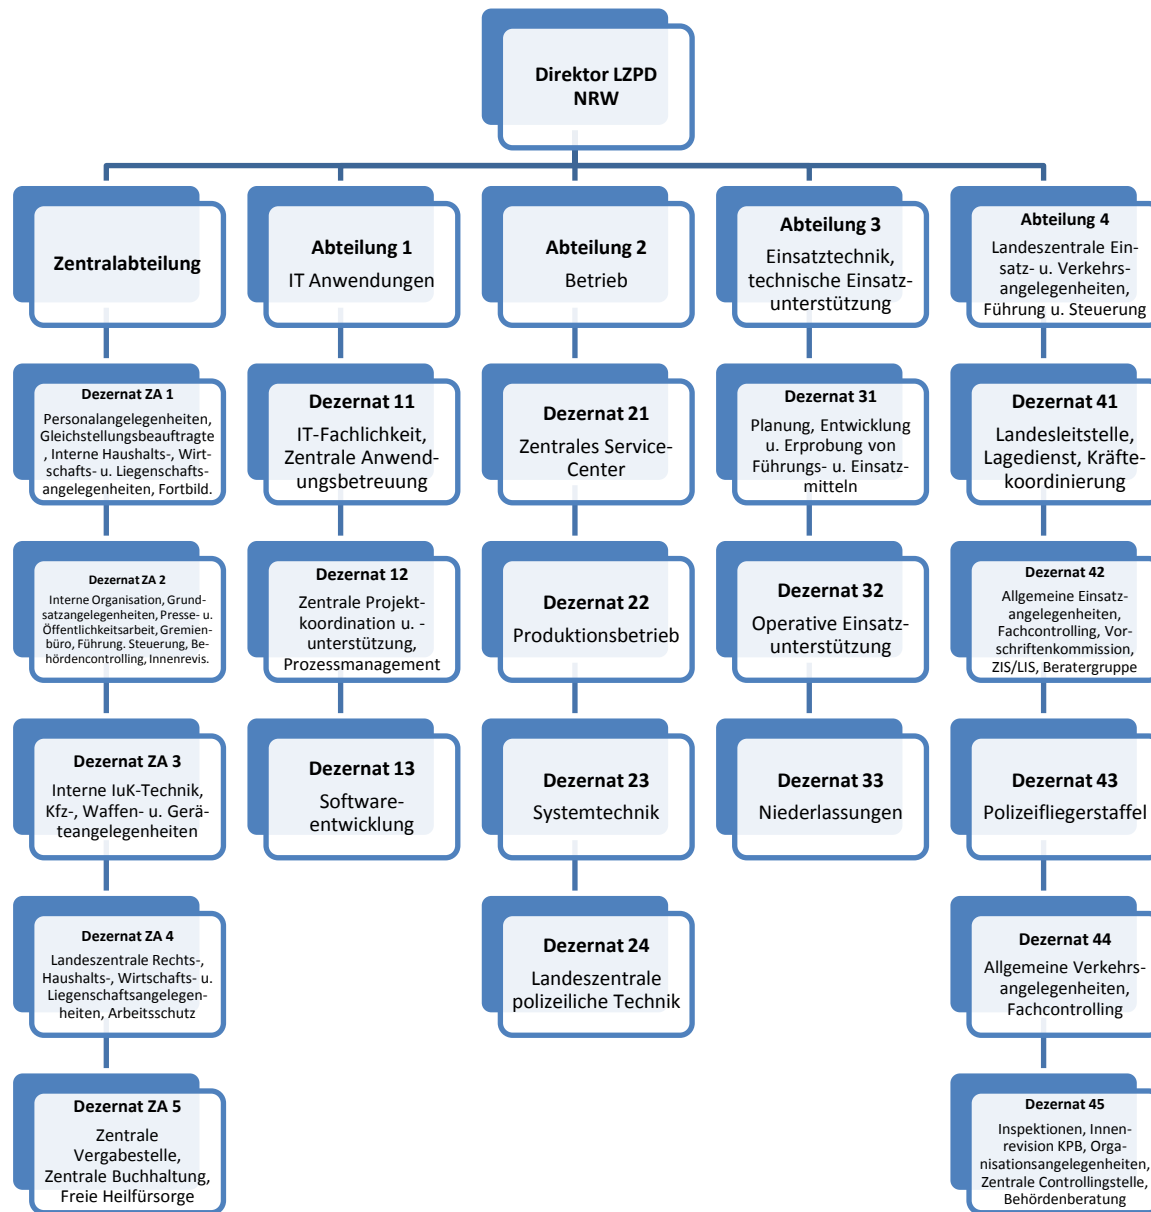 Direktor LZPD
NRW
Zentralabteilung
Abteilung 1
IT Anwendungen
Abteilung 2
Betrieb
Abteilung 3
Einsatztechnik,
technische Einsatz-
unterstützung
Abteilung 4
Landeszentrale Ein-
satz- u. Verkehrs-
angelegenheiten,
Führung u. Steuerung
Dezernat ZA 1
Personalangelegenheiten,
Gleichstellungsbeauftragte
, Interne Haushalts-, Wirt-
schafts- u. Liegenschafts-
angelegenheiten, Fortbild.
Dezernat 11
IT-Fachlichkeit,
Zentrale Anwend-
ungsbetreuung
Dezernat 21
Zentrales Service-
Center
Dezernat 31
Planung, Entwicklung
u. Erprobung von
Führungs- u. Einsatz-
mitteln
Dezernat 41
Landesleitstelle,
Lagedienst, Kräfte-
koordinierung
Dezernat ZA 2
Interne Organisation, Grund-
satzangelegenheiten, Presse- u.
Öffentlichkeitsarbeit, Gremien-
büro, Führung. Steuerung, Be-
hördencontrolling, Innenrevis.
Dezernat 12
Zentrale Projekt-
koordination u. -
unterstützung,
Prozessmanagement
Dezernat 22
Produktionsbetrieb
Dezernat 32
Operative Einsatz-
unterstützung
Dezernat 42
Allgemeine Einsatz-
angelegenheiten,
Fachcontrolling, Vor-
schriftenkommission,
ZIS/LIS, Beratergruppe
Dezernat ZA 3
Interne IuK-Technik,
Kfz-, Waffen- u. Gerä-
teangelegenheiten
Dezernat 13
Software-
entwicklung
Dezernat 23
Systemtechnik
Dezernat 33
Niederlassungen
Dezernat 43
Polizeifliegerstaffel
Dezernat ZA 4
Landeszentrale Rechts-,
Haushalts-, Wirtschafts- u.
Liegenschaftsangelegen-
heiten, Arbeitsschutz
Dezernat 24
Landeszentrale
polizeiliche Technik
Dezernat 44
Allgemeine Verkehrs-
angelegenheiten,
Fachcontrolling
Dezernat ZA 5
Zentrale
Vergabestelle,
Zentrale Buchhaltung,
Freie Heilfürsorge
Dezernat 45
Inspektionen, Innen-
revision KPB, Orga-
nisationsangelegenheiten,
Zentrale Controllingstelle,
Behördenberatung